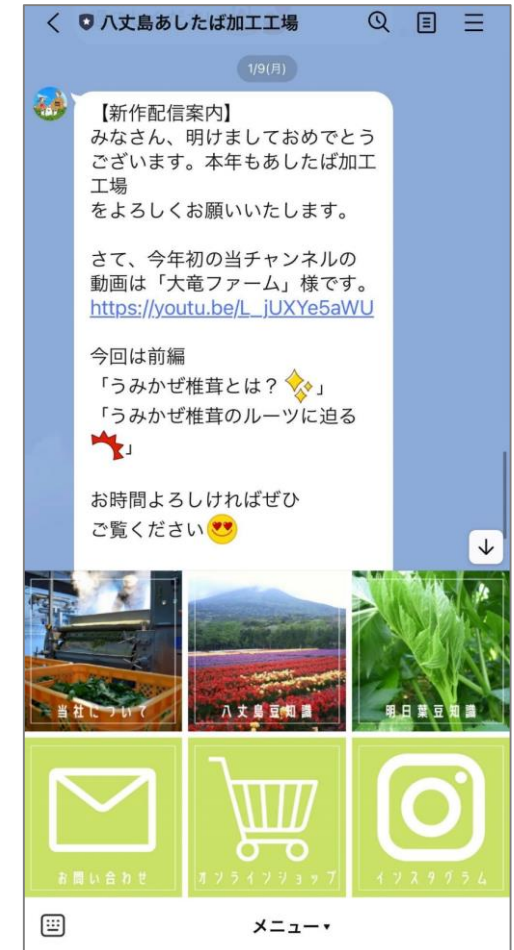 八丈島あしたば加工工場
1/9(月)
【新作配信案内】
みなさん、明けましておめでとう
ございます。本年もあしたば加工
工場
をよろしくお願いいたします。
さて、今年初の当チャンネルの
動画は「大竜ファーム」様です。
https://youtu.be/L_jUXYe5aWU
今回は前編
「うみかぜ椎茸とは？✨」
「うみかぜ椎茸のルーツに迫る
」
お時間よろしければぜひ
ご覧ください😍
当社について
八丈島豆知識
明日葉豆知識
お問い合わせ
オンラインショップ
インスタグラム
メニュー▾